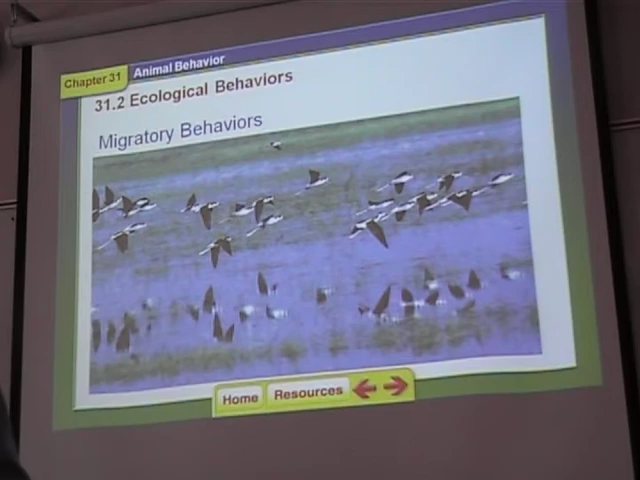 Chapter 31 Animal Behavior
31.2 Ecological Behaviors
Migratory Behaviors
Home Resources